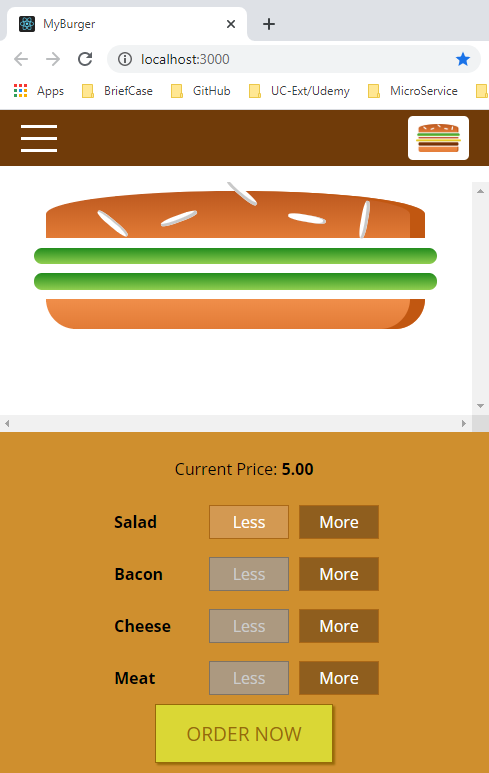 MyBurger
localhost:3000
Apps BriefCase GitHub UC-Ext/Udemy MicroService
Current Price: 5.00
Salad Less More
Bacon Less More
Cheese Less More
Meat Less More
ORDER NOW